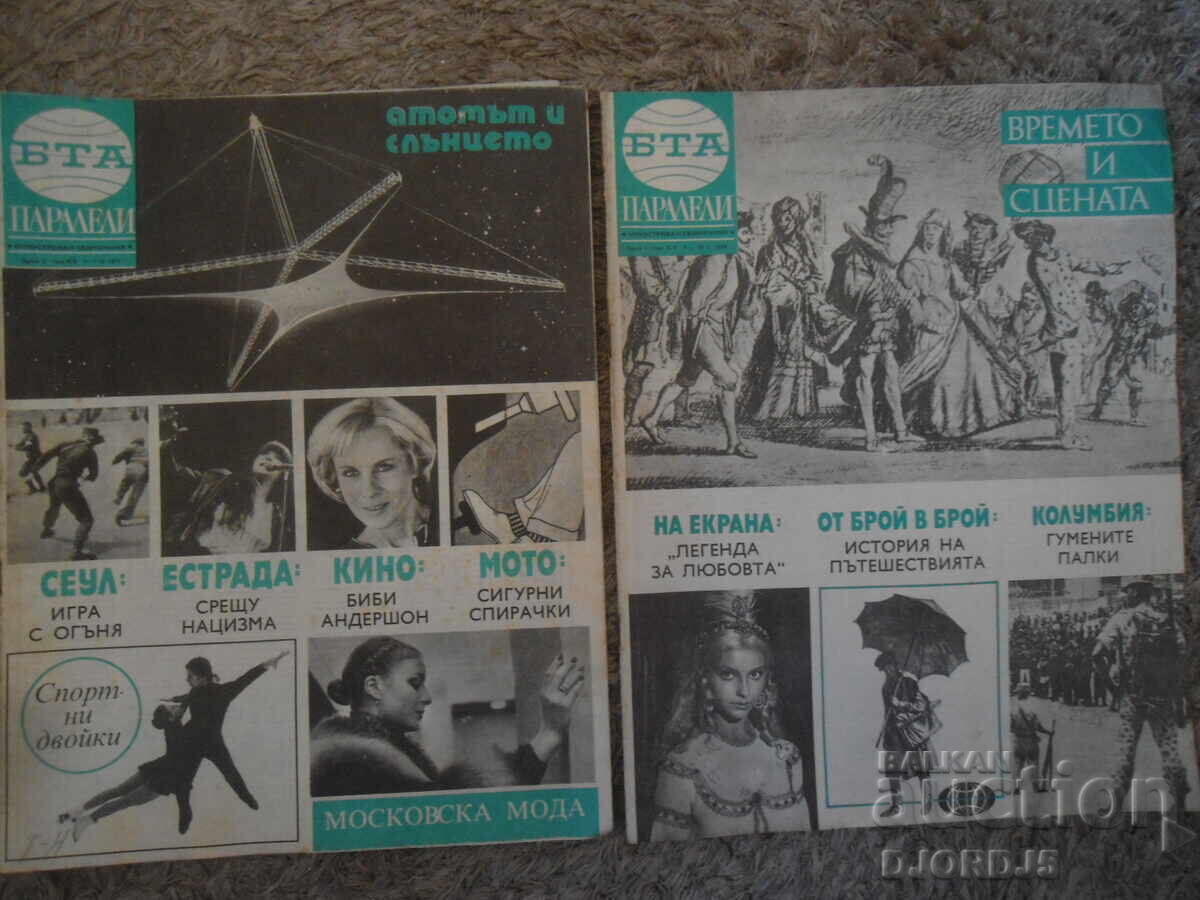 БТА
ПАРАЛЕЛИ
атомът и
слънцето
СЕУЛ:
ИГРА
С ОГЪНЯ
ЕСТРАДА:
СРЕЩУ
НАЦИЗМА
КИНО:
БИБИ
АНДЕРШОН
МОТО:
СИГУРНИ
СПИРАЧКИ
Спорт-
ни
двойки
МОСКОВСКА МОДА
БТА
ПАРАЛЕЛИ
ВРЕМЕТО
И
СЦЕНАТА
НА ЕКРАНА:
„ЛЕГЕНДА
ЗА ЛЮБОВТА“
ОТ БРОЙ В БРОЙ:
ИСТОРИЯ НА
ПЪТЕШЕСТВИЯТА
КОЛУМБИЯ:
ГУМЕНИТЕ
ПАЛКИ
BALKAN
auction
DJORDJ5